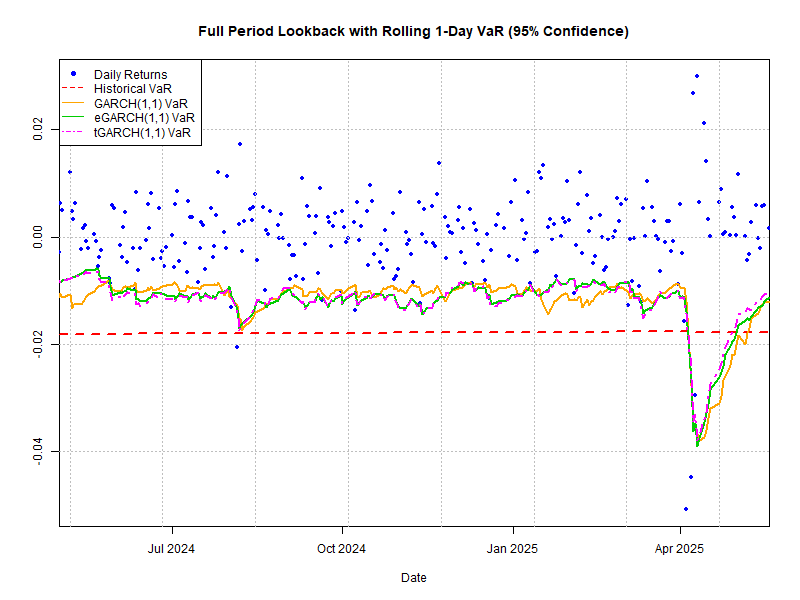 Full Period Lookback with Rolling 1-Day VaR (95% Confidence)
Daily Returns
Historical VaR
GARCH(1,1) VaR
eGARCH(1,1) VaR
tGARCH(1,1) VaR
0.02
0.00
-0.02
-0.04
Jul 2024
Oct 2024
Jan 2025
Apr 2025
Date